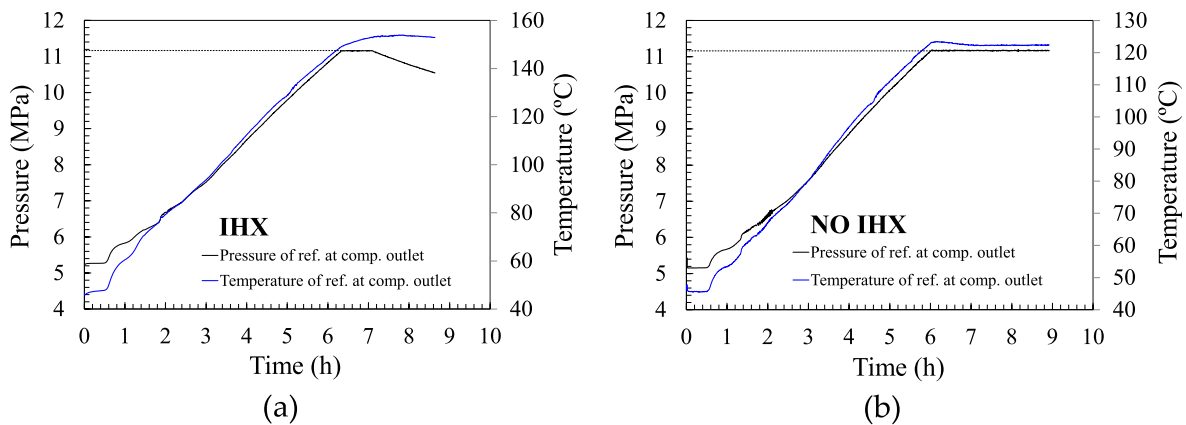 Pressure (MPa)
12
11
10
9
8
7
6
5
4
160
140
120
100
80
60
40
Temperature (ºC)
IHX
Pressure of ref. at comp. outlet
Temperature of ref. at comp. outlet
0 1 2 3 4 5 6 7 8 9 10
Time (h)
(a)
Pressure (MPa)
12
11
10
9
8
7
6
5
4
130
120
110
100
90
80
70
60
50
40
Temperature (ºC)
NO IHX
Pressure of ref. at comp. outlet
Temperature of ref. at comp. outlet
0 1 2 3 4 5 6 7 8 9 10
Time (h)
(b)